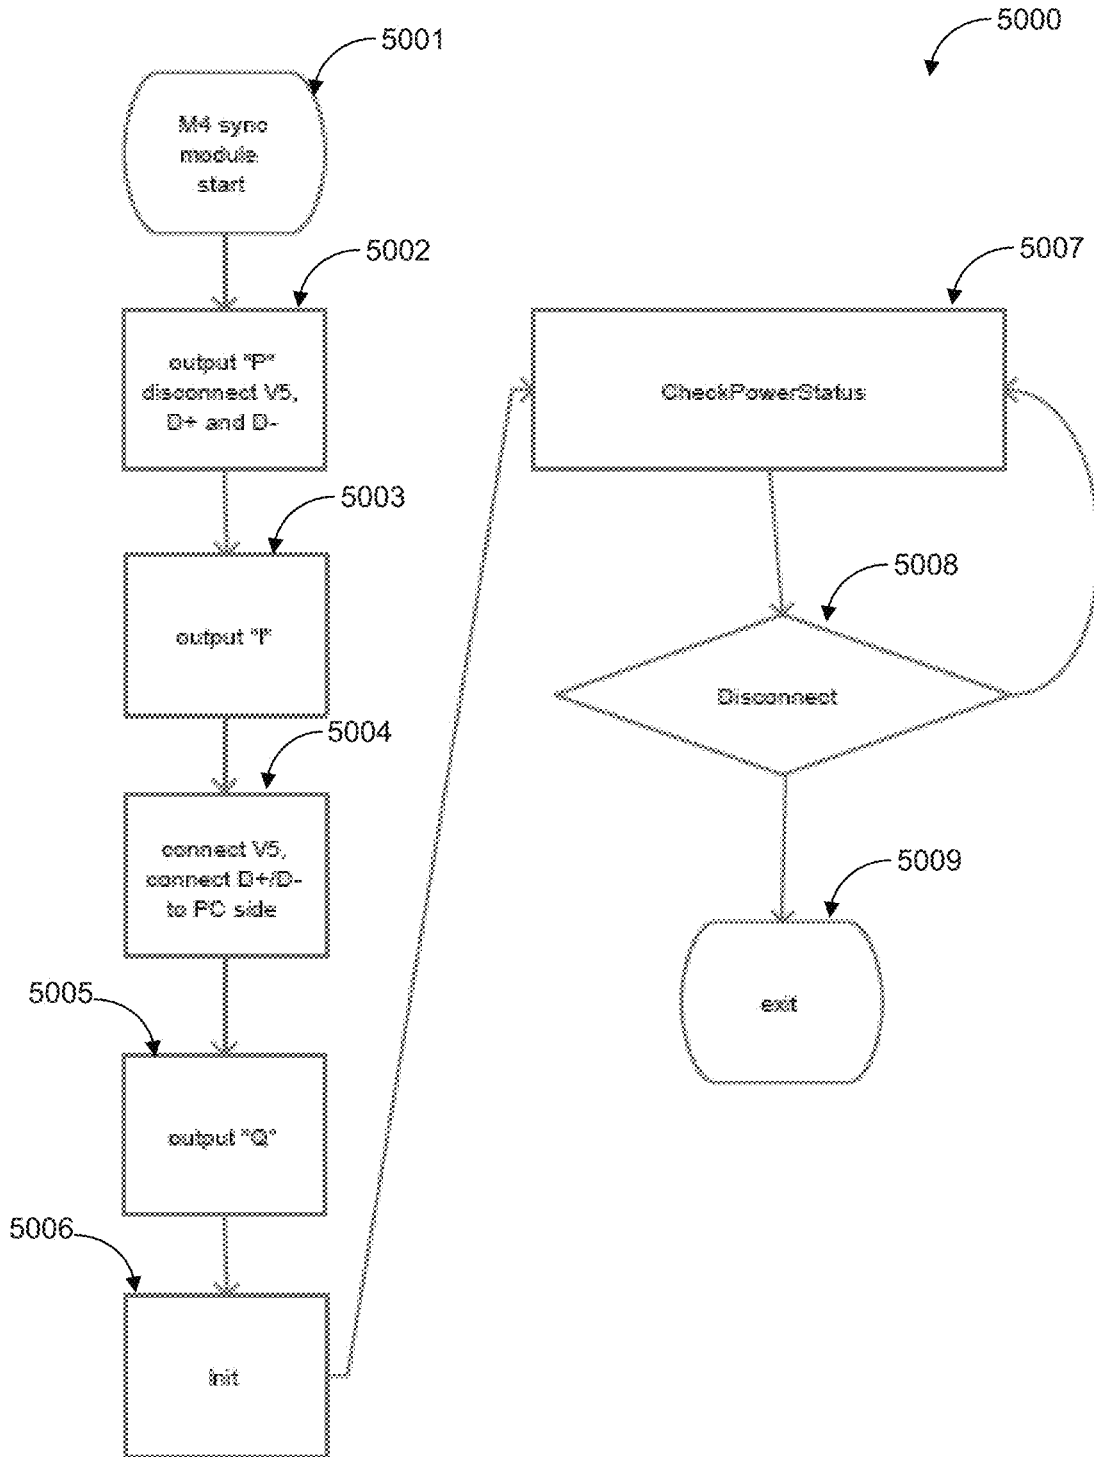 5000
5001
M4 sync
module
start
5002
output "P"
disconnect V5,
D+ and D-
5003
output "I"
5004
connect V5,
connect D+/D-
to PC side
5005
output "Q"
5006
Init
5007
CheckPowerStatus
5008
Disconnect
5009
exit